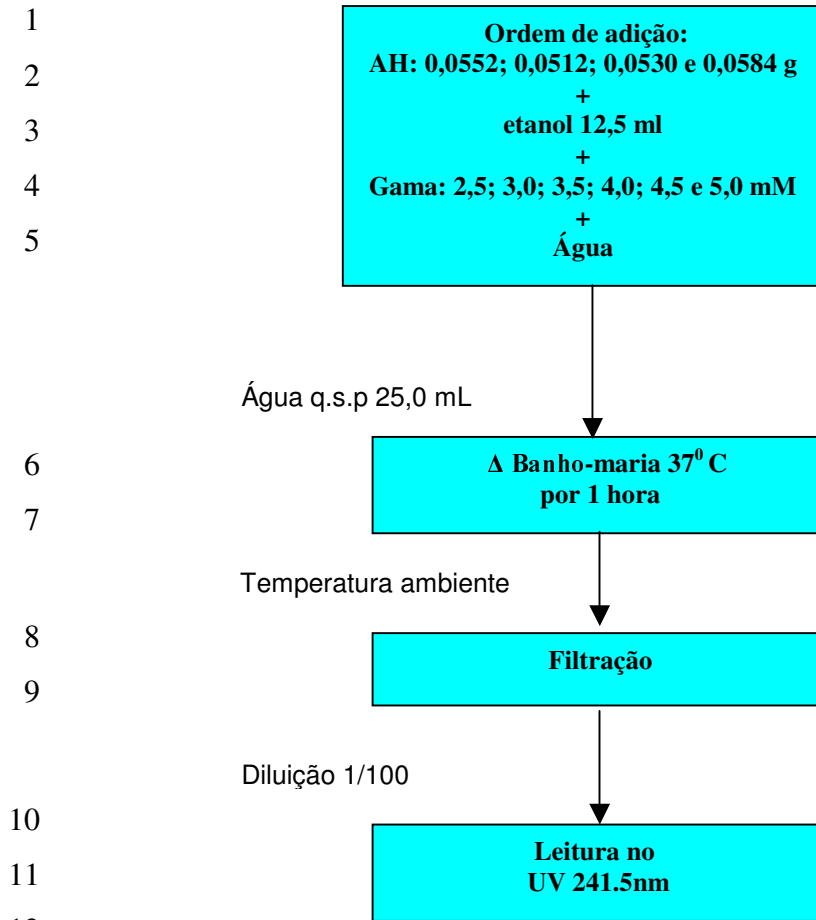 1
Ordem de adição:
2
AH: 0,0552; 0,0512; 0,0530 e 0,0584 g
+
3
etanol 12,5 ml
+
4
Gama: 2,5; 3,0; 3,5; 4,0; 4,5 e 5,0 mM
+
5
Água
Água q.s.p 25,0 mL
6
Δ Banho-maria 37⁰ C
por 1 hora
7
Temperatura ambiente
8
Filtração
9
Diluição 1/100
10
Leitura no
11
UV 241.5nm